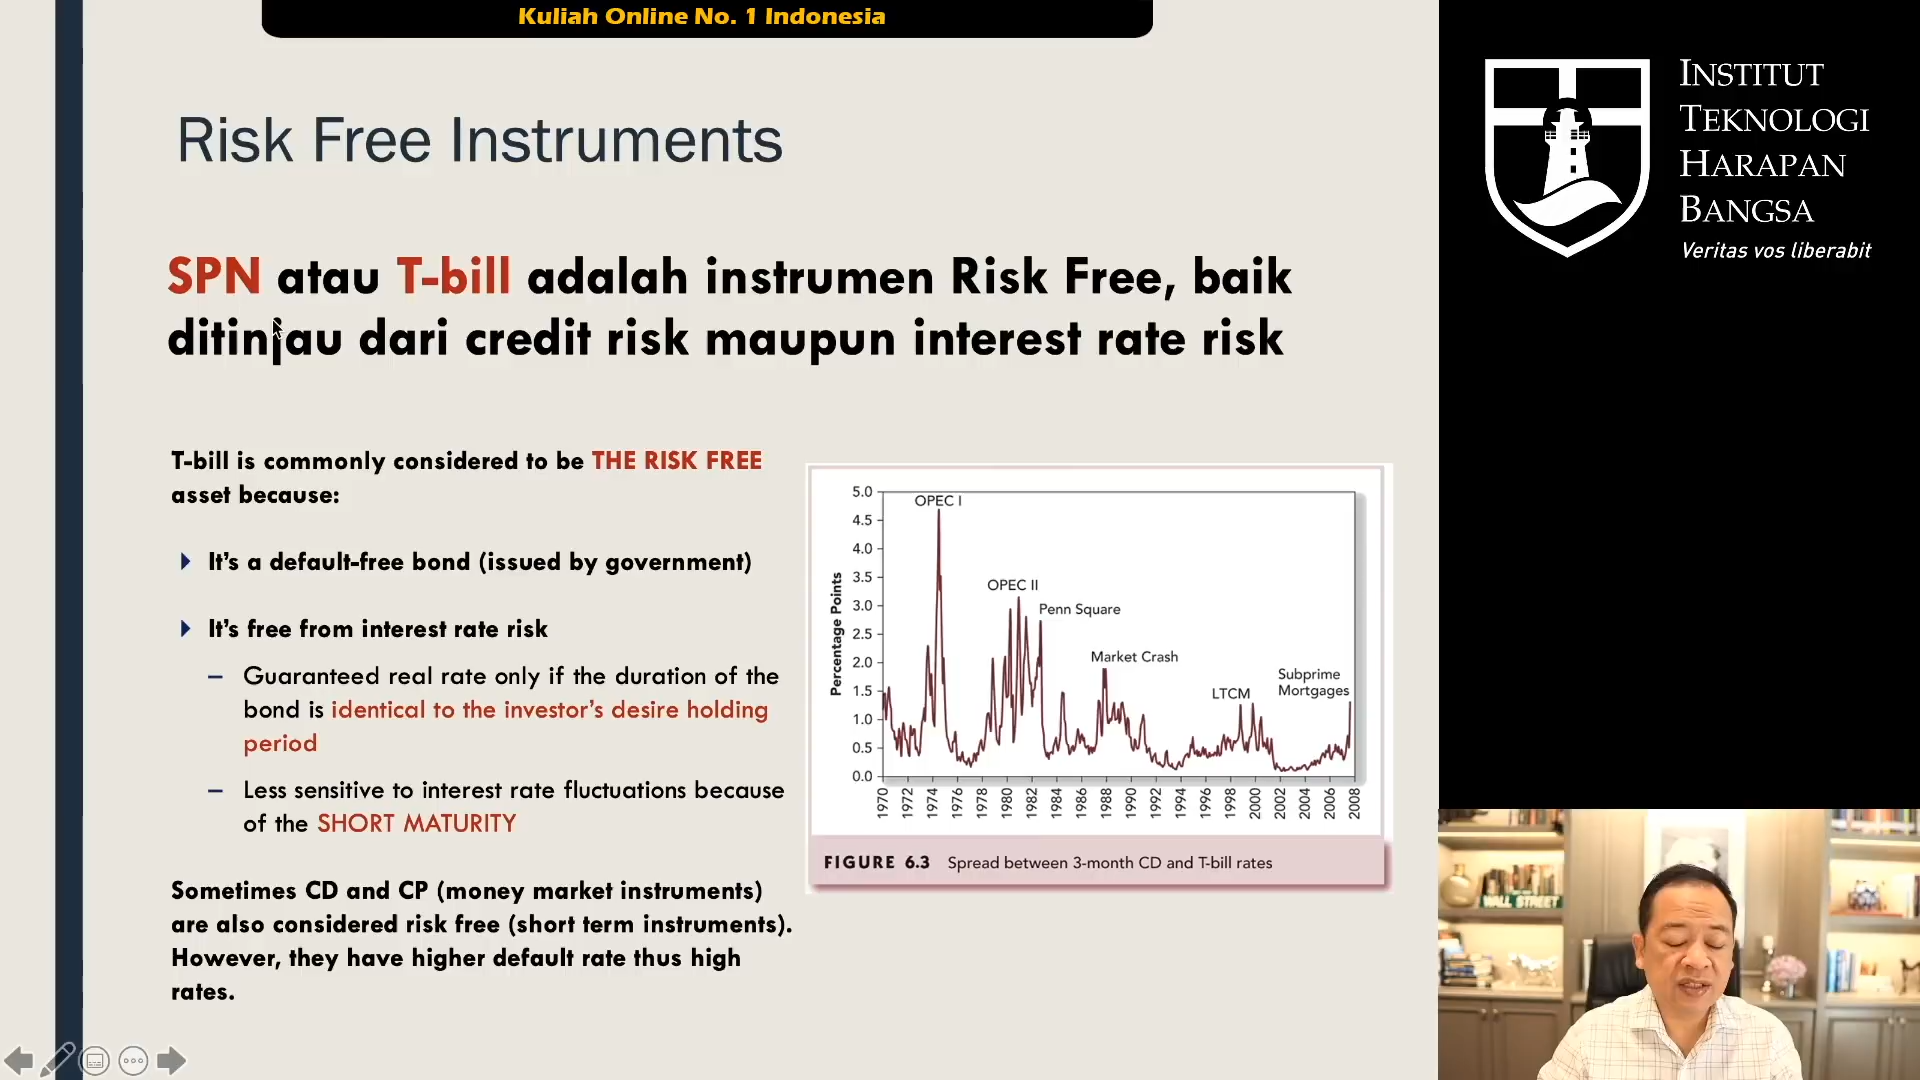 Kuliah Online No. 1 Indonesia
Risk Free Instruments
SPN atau T-bill adalah instrumen Risk Free, baik
ditinjau dari credit risk maupun interest rate risk
T-bill is commonly considered to be THE RISK FREE
asset because:
It's a default-free bond (issued by government)
It's free from interest rate risk
– Guaranteed real rate only if the duration of the
bond is identical to the investor's desire holding
period
– Less sensitive to interest rate fluctuations because
of the SHORT MATURITY
Sometimes CD and CP (money market instruments)
are also considered risk free (short term instruments).
However, they have higher default rate thus high
rates.
Percentage Points
5.0
4.5
4.0
3.5
3.0
2.5
2.0
1.5
1.0
0.5
0.0
OPEC I
OPEC II
Penn Square
Market Crash
LTCM
Subprime
Mortgages
1970
1972
1974
1976
1978
1980
1982
1984
1986
1988
1990
1992
1994
1996
1998
2000
2002
2004
2006
2008
FIGURE 6.3 Spread between 3-month CD and T-bill rates
INSTITUT
TEKNOLOGI
HARAPAN
BANGSA
Veritas vos liberabit
WALL STREET